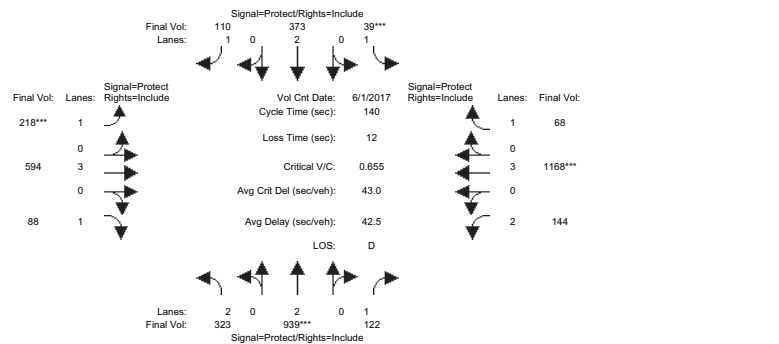 Signal=Protect/Rights=Include
Final Vol: 110 373 39***
Lanes: 1 0 2 0 1
Signal=Protect
Final Vol: Lanes: Rights=Include
Vol Cnt Date: 6/1/2017
Signal=Protect
Rights=Include Lanes: Final Vol:
Cycle Time (sec): 140
218*** 1
1 68
Loss Time (sec): 12
0
0
594 3
Critical V/C: 0.655
3 1168***
0
Avg Crit Del (sec/veh): 43.0
0
88 1
Avg Delay (sec/veh): 42.5
2 144
LOS: D
Lanes: 2 0 2 0 1
Final Vol: 323 939*** 122
Signal=Protect/Rights=Include